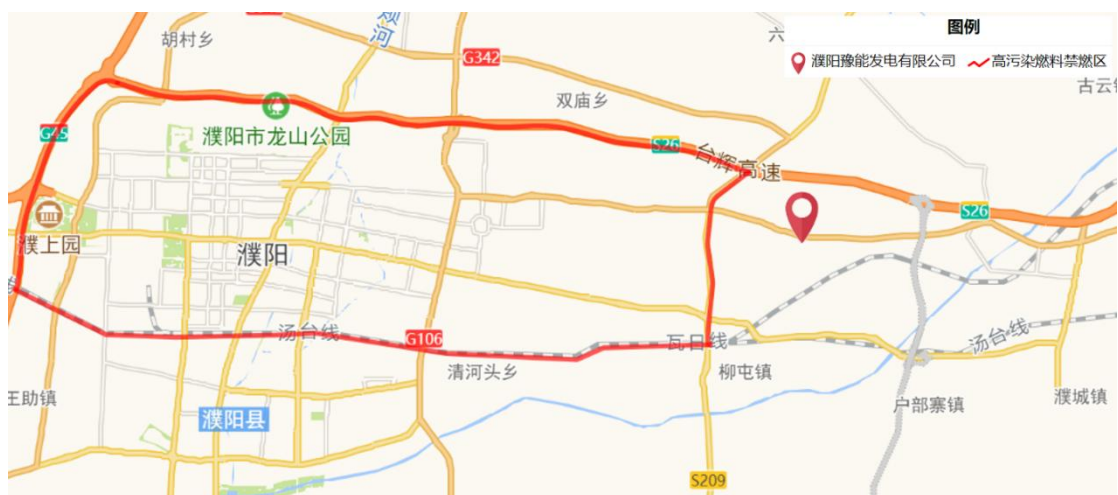 图例
濮阳豫能发电有限公司 高污染燃料禁燃区
胡村乡
G342
双庙乡
古云镇
G45
濮阳市龙山公园
S26
台辉高速
S26
濮上园
濮阳
汤台线
G106
瓦日线
汤台线
清河头乡
柳屯镇
王助镇
户部寨镇
濮城镇
濮阳县
S209